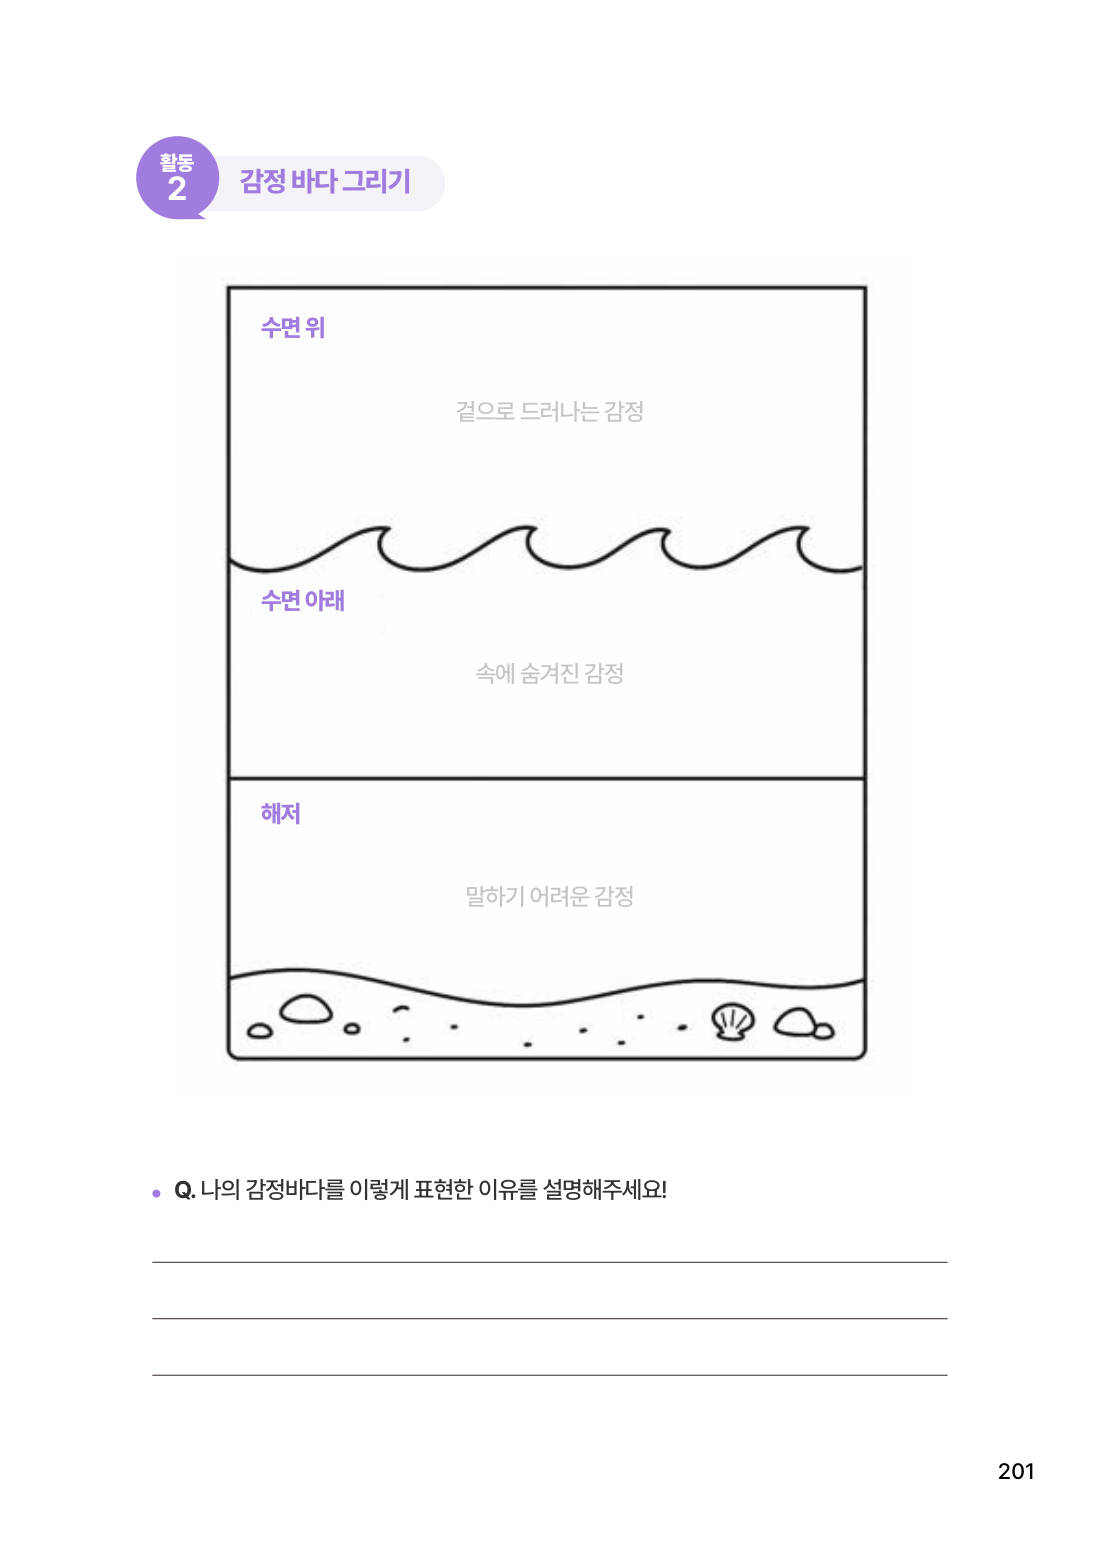 활동
2
감정 바다 그리기
수면 위
겉으로 드러나는 감정
수면 아래
속에 숨겨진 감정
해저
말하기 어려운 감정
Q. 나의 감정바다를 이렇게 표현한 이유를 설명해주세요!
201